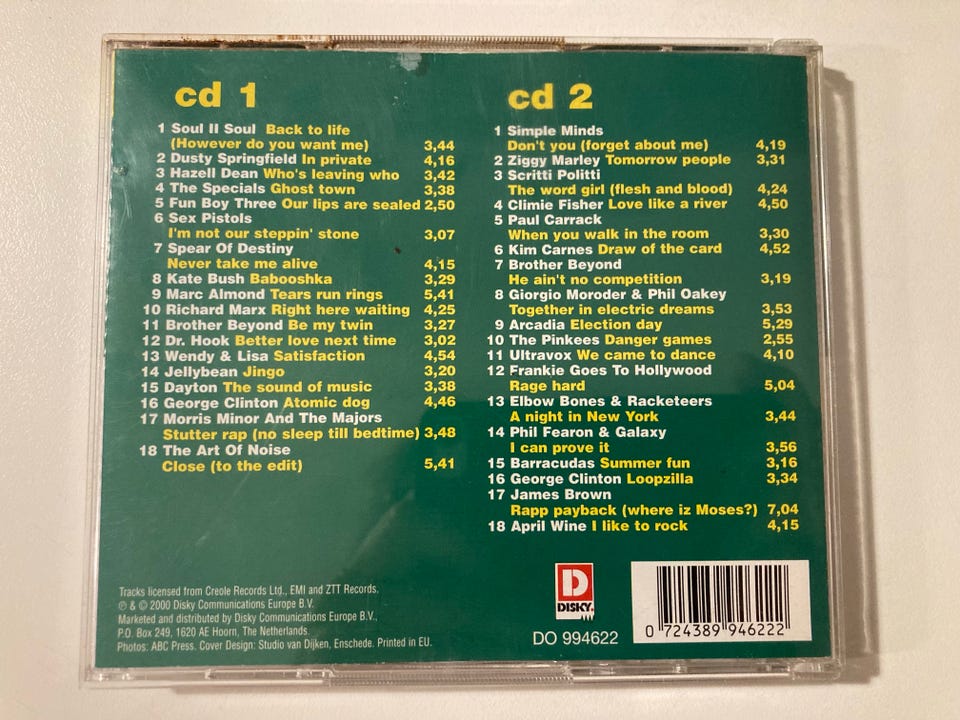 cd 1
1 Soul II Soul Back to life
(However do you want me) 3,44
2 Dusty Springfield In private 4,16
3 Hazell Dean Who's leaving who 3,42
4 The Specials Ghost town 3,38
5 Fun Boy Three Our lips are sealed 2,50
6 Sex Pistols
I'm not our steppin' stone 3,07
7 Spear Of Destiny
Never take me alive 4,15
8 Kate Bush Babooshka 3,29
9 Marc Almond Tears run rings 5,41
10 Richard Marx Right here waiting 4,25
11 Brother Beyond Be my twin 3,27
12 Dr. Hook Better love next time 3,02
13 Wendy & Lisa Satisfaction 4,54
14 Jellybean Jingo 3,20
15 Dayton The sound of music 3,38
16 George Clinton Atomic dog 4,46
17 Morris Minor And The Majors
Stutter rap (no sleep till bedtime) 3,48
18 The Art Of Noise
Close (to the edit) 5,41
cd 2
1 Simple Minds
Don't you (forget about me) 4,19
2 Ziggy Marley Tomorrow people 3,31
3 Scritti Politti
The word girl (flesh and blood) 4,24
4 Climie Fisher Love like a river 4,50
5 Paul Carrack
When you walk in the room 3,30
6 Kim Carnes Draw of the card 4,52
7 Brother Beyond
He ain't no competition 3,19
8 Giorgio Moroder & Phil Oakey
Together in electric dreams 3,53
9 Arcadia Election day 5,29
10 The Pinkees Danger games 2,55
11 Ultravox We came to dance 4,10
12 Frankie Goes To Hollywood
Rage hard 5,04
13 Elbow Bones & Racketeers
A night in New York 3,44
14 Phil Fearon & Galaxy
I can prove it 3,56
15 Barracudas Summer fun 3,16
16 George Clinton Loopzilla 3,34
17 James Brown
Rapp payback (where iz Moses?) 7,04
18 April Wine I like to rock 4,15
Tracks licensed from Creole Records Ltd., EMI and ZTT Records.
℗ & © 2000 Disky Communications Europe B.V.
Marketed and distributed by Disky Communications Europe B.V.,
P.O. Box 249, 1620 AE Hoorn, The Netherlands.
Photos: ABC Press. Cover Design: Studio van Dijken, Enschede. Printed in EU.
D
DISKY.
DO 994622
0 724389 946222